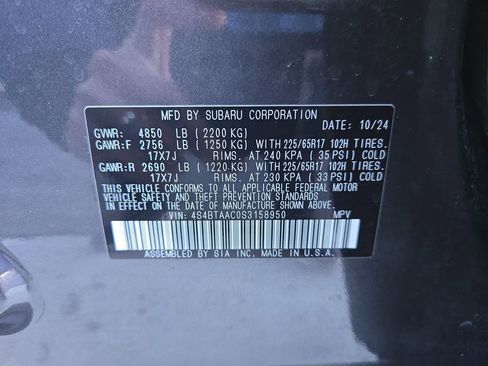 MFD BY SUBARU CORPORATION
DATE: 10/24
GVWR: 4850 LB ( 2200 KG)
GAWR:F 2756 LB ( 1250 KG) WITH 225/65R17 102H TIRES.
17X7J RIMS. AT 240 KPA ( 35 PSI) COLD
GAWR:R 2690 LB ( 1220 KG) WITH 225/65R17 102H TIRES.
17X7J RIMS. AT 230 KPA ( 33 PSI) COLD
THIS VEHICLE CONFORMS TO ALL APPLICABLE FEDERAL MOTOR
VEHICLE SAFETY AND THEFT PREVENTION STANDARDS
IN EFFECT ON THE DATE OF MANUFACTURE SHOWN ABOVE.
VIN: 4S4BTAAC0S3158950 MPV
ASSEMBLED BY SIA INC. MADE IN U.S.A.